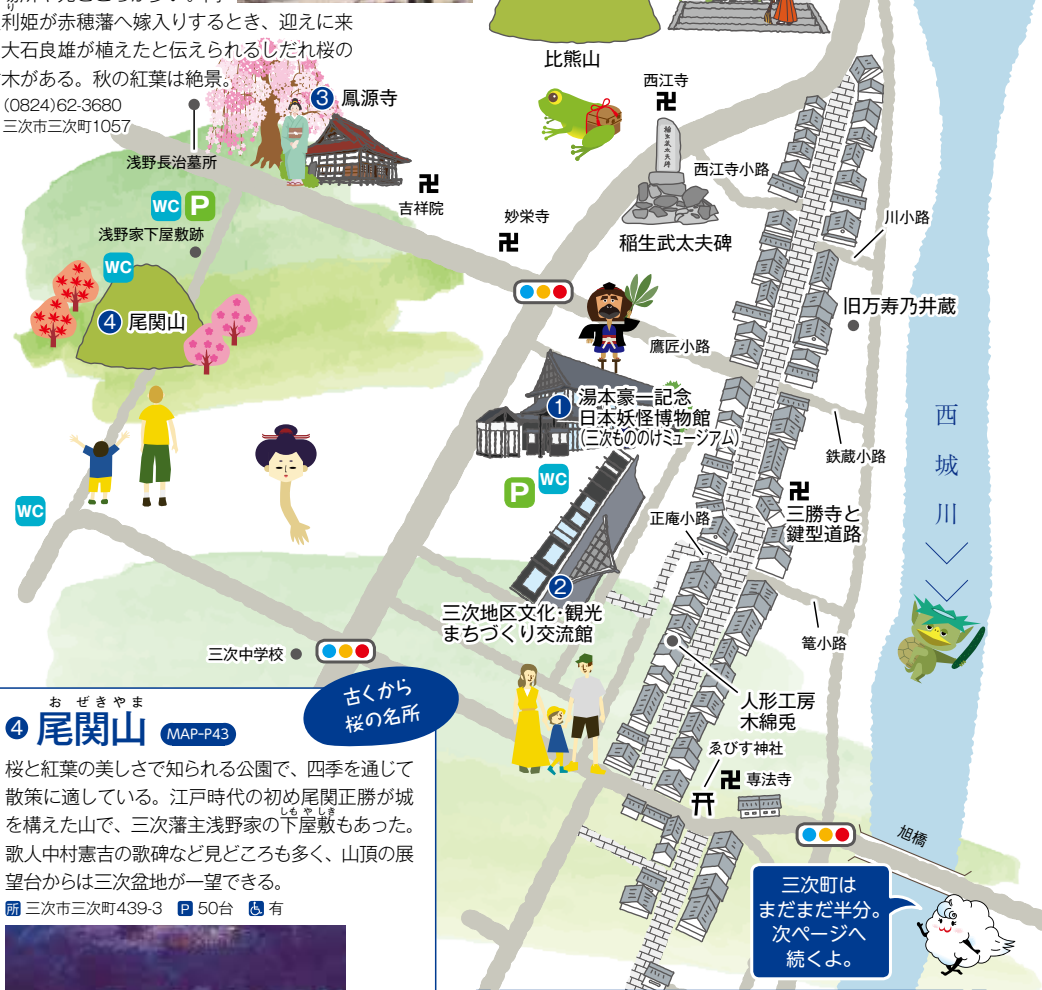 利姫が赤穂藩へ嫁入りするとき、迎えに来
大石良雄が植えたと伝えられるしだれ桜の
木がある。秋の紅葉は絶景。
(0824)62-3680
三次市三次町1057
浅野長治墓所
3 鳳源寺
卍
吉祥院
比熊山
西江寺
卍
稲生武太夫碑
西江寺小路
稲生武太夫碑
妙栄寺
卍
川小路
旧万寿乃井蔵
WC P
浅野家下屋敷跡
WC
4 尾関山
鷹匠小路
1 湯本豪一記念
日本妖怪博物館
(三次もののけミュージアム)
P WC
鉄蔵小路
西城川
WC
卍
三勝寺と
鍵型道路
正庵小路
2
三次地区文化・観光
まちづくり交流館
篭小路
三次中学校
人形工房
木綿兎
ゑびす神社
卍 専法寺
旭橋
三次町は
まだまだ半分。
次ページへ
続くよ。
古くから
桜の名所
おぜきやま
4 尾関山 MAP-P43
桜と紅葉の美しさで知られる公園で、四季を通じて
散策に適している。江戸時代の初め尾関正勝が城
しもやしき
を構えた山で、三次藩主浅野家の下屋敷もあった。
歌人中村憲吉の歌碑など見どころも多く、山頂の展
望台からは三次盆地が一望できる。
所 三次市三次町439-3 P 50台 有